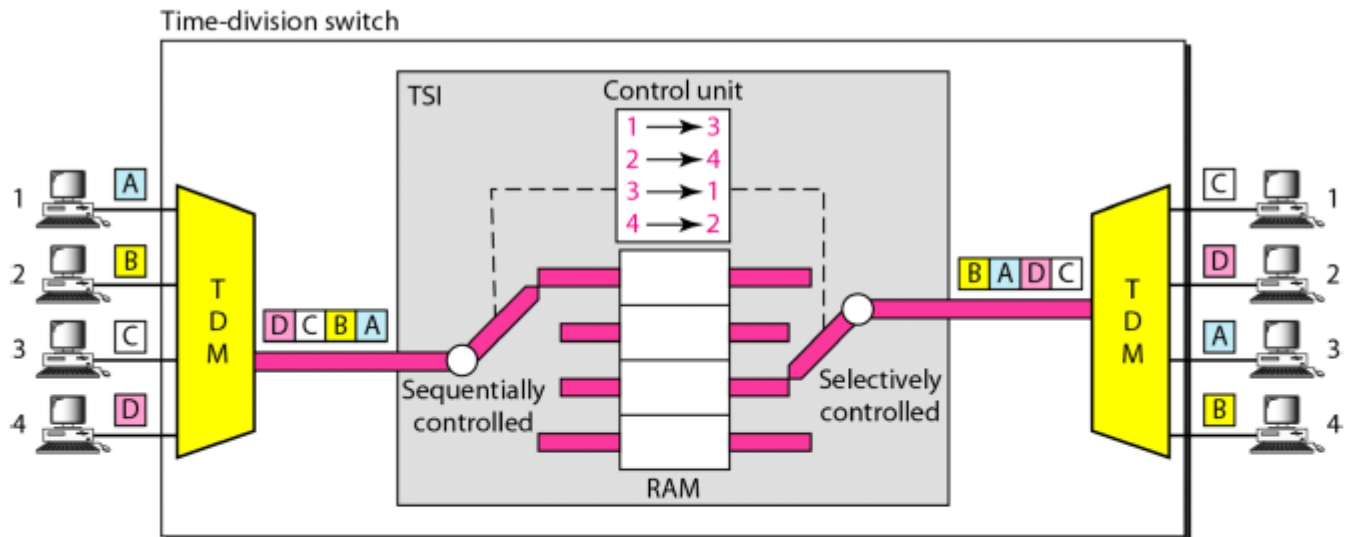 Time-division switch
TSI
Control unit
1 → 3
2 → 4
3 → 1
4 → 2
1
A
2
B
3
C
4
D
T
D
M
D C B A
Sequentially
controlled
RAM
Selectively
controlled
B A D C
T
D
M
C
1
D
2
A
3
B
4